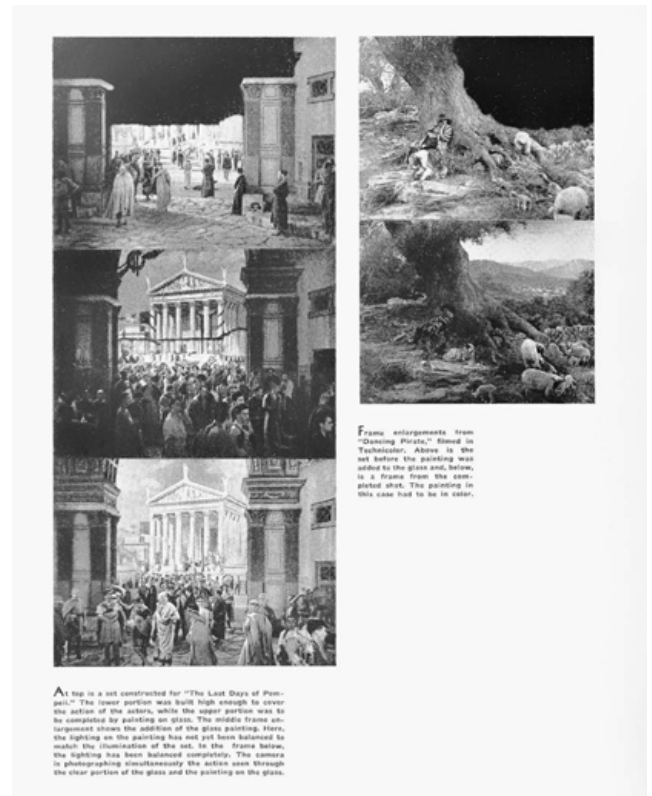 Frame enlargements from
"Dancing Pirate," filmed in
Technicolor. Above is the
set before the painting was
added to the glass and, below,
is a frame from the com-
pleted shot. The painting in
this case had to be in color.
At top is a set constructed for "The Last Days of Pom-
peii." The lower portion was built high enough to cover
the action of the actors, while the upper portion was to
be completed by painting on glass. The middle frame en-
largement shows the addition of the glass painting. Here,
the lighting on the painting has not yet been balanced to
match the illumination of the set. In the frame below,
the lighting has been balanced completely. The camera
is photographing simultaneously the action seen through
the clear portion of the glass and the painting on the glass.